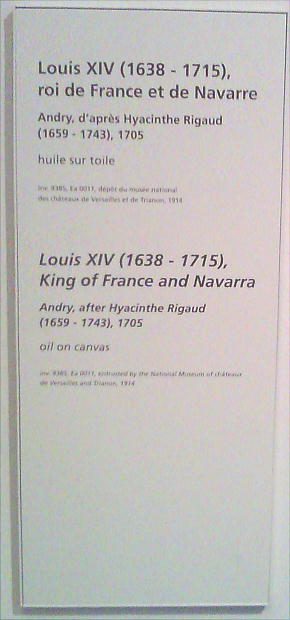 Louis XIV (1638 - 1715),
roi de France et de Navarre
Andry, d'après Hyacinthe Rigaud
(1659 - 1743), 1705
huile sur toile
Inv. 9385, Ea 0011, dépôt du musée national
des châteaux de Versailles et de Trianon, 1914
Louis XIV (1638 - 1715),
King of France and Navarra
Andry, after Hyacinthe Rigaud
(1659 - 1743), 1705
oil on canvas
Inv. 9385, Ea 0011, entrusted by the National Museum of châteaux
de Versailles and Trianon, 1914